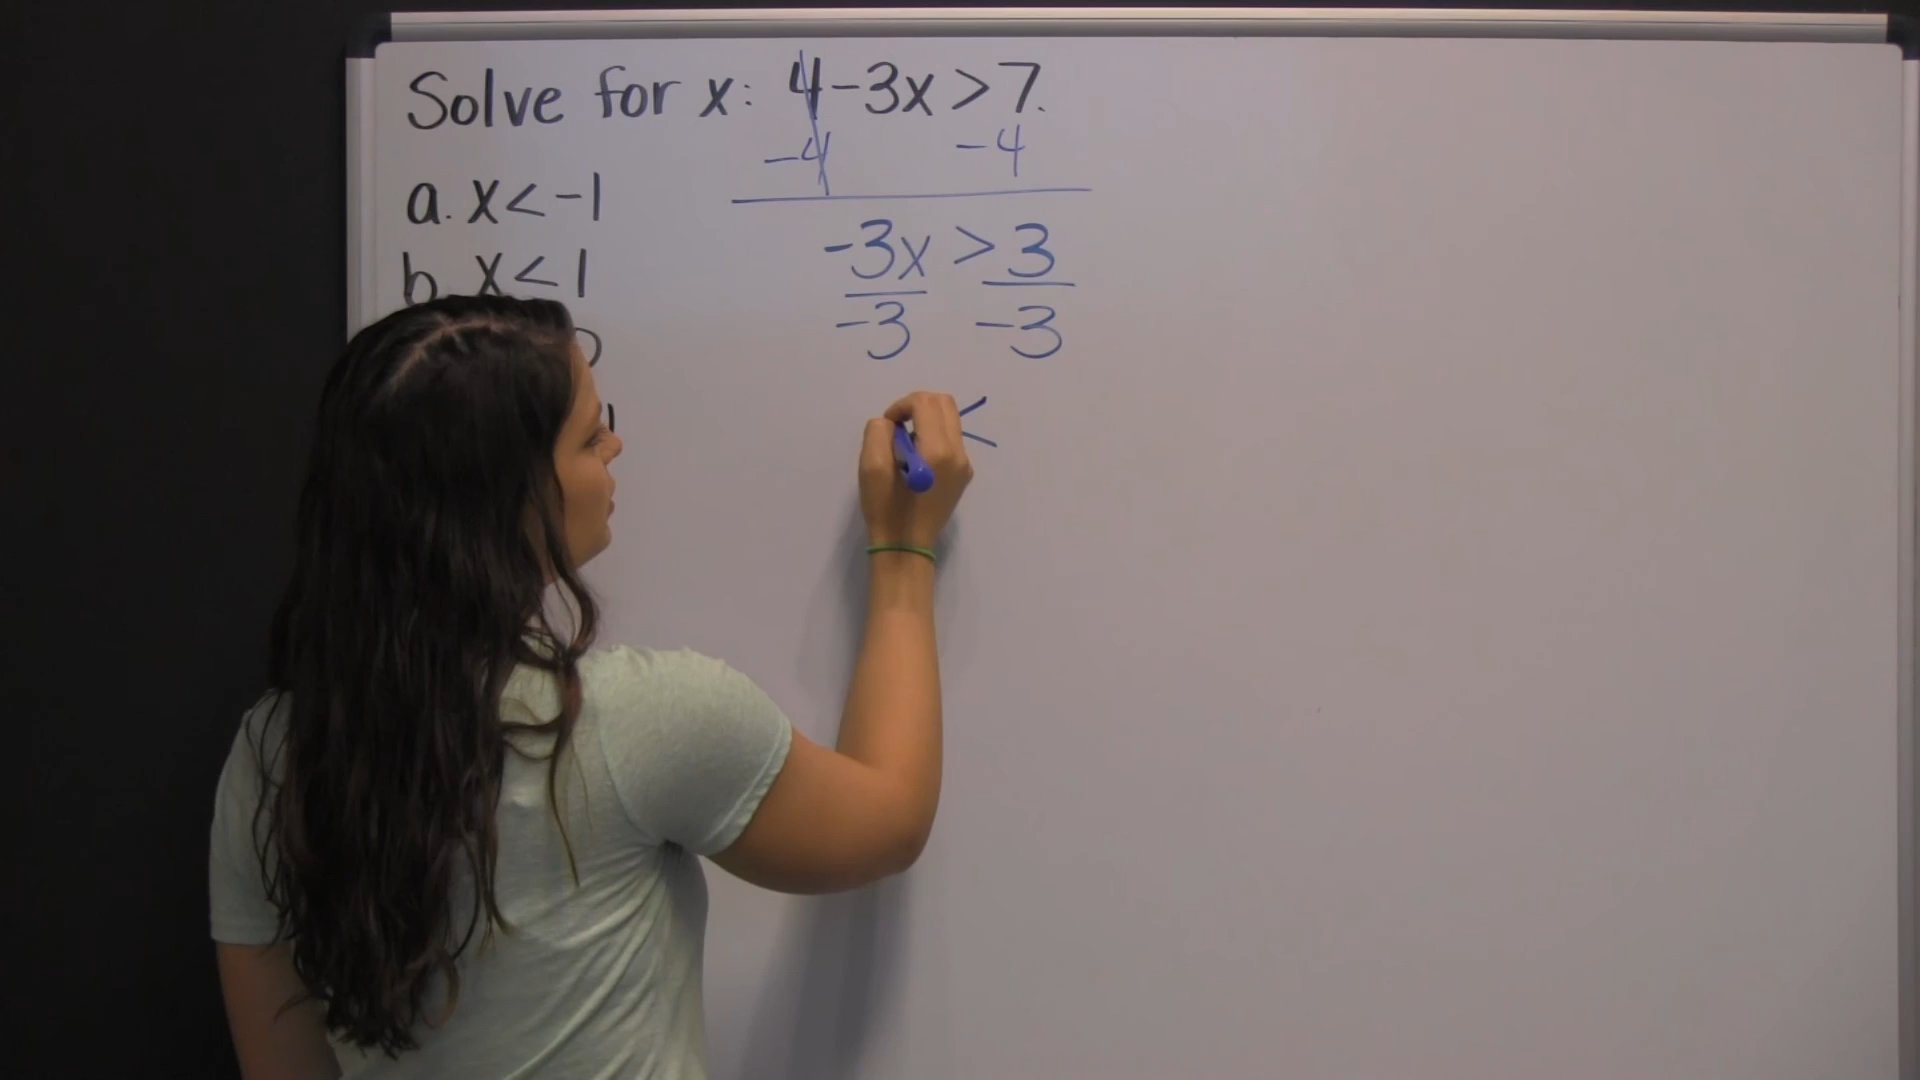 Solve for x: 4-3x>7.
-4 -4
a. x<-1
-3x>3
b. x<1
-3 -3
<